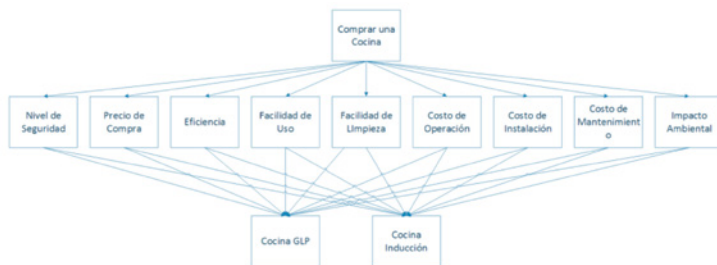 Comprar una
Cocina
Nivel de
Seguridad
Precio de
Compra
Eficiencia
Facilidad de
Uso
Facilidad de
LImpieza
Costo de
Operación
Costo de
Instalación
Costo de
Mantenimient
o
Impacto
Ambiental
Cocina GLP
Cocina
Inducción